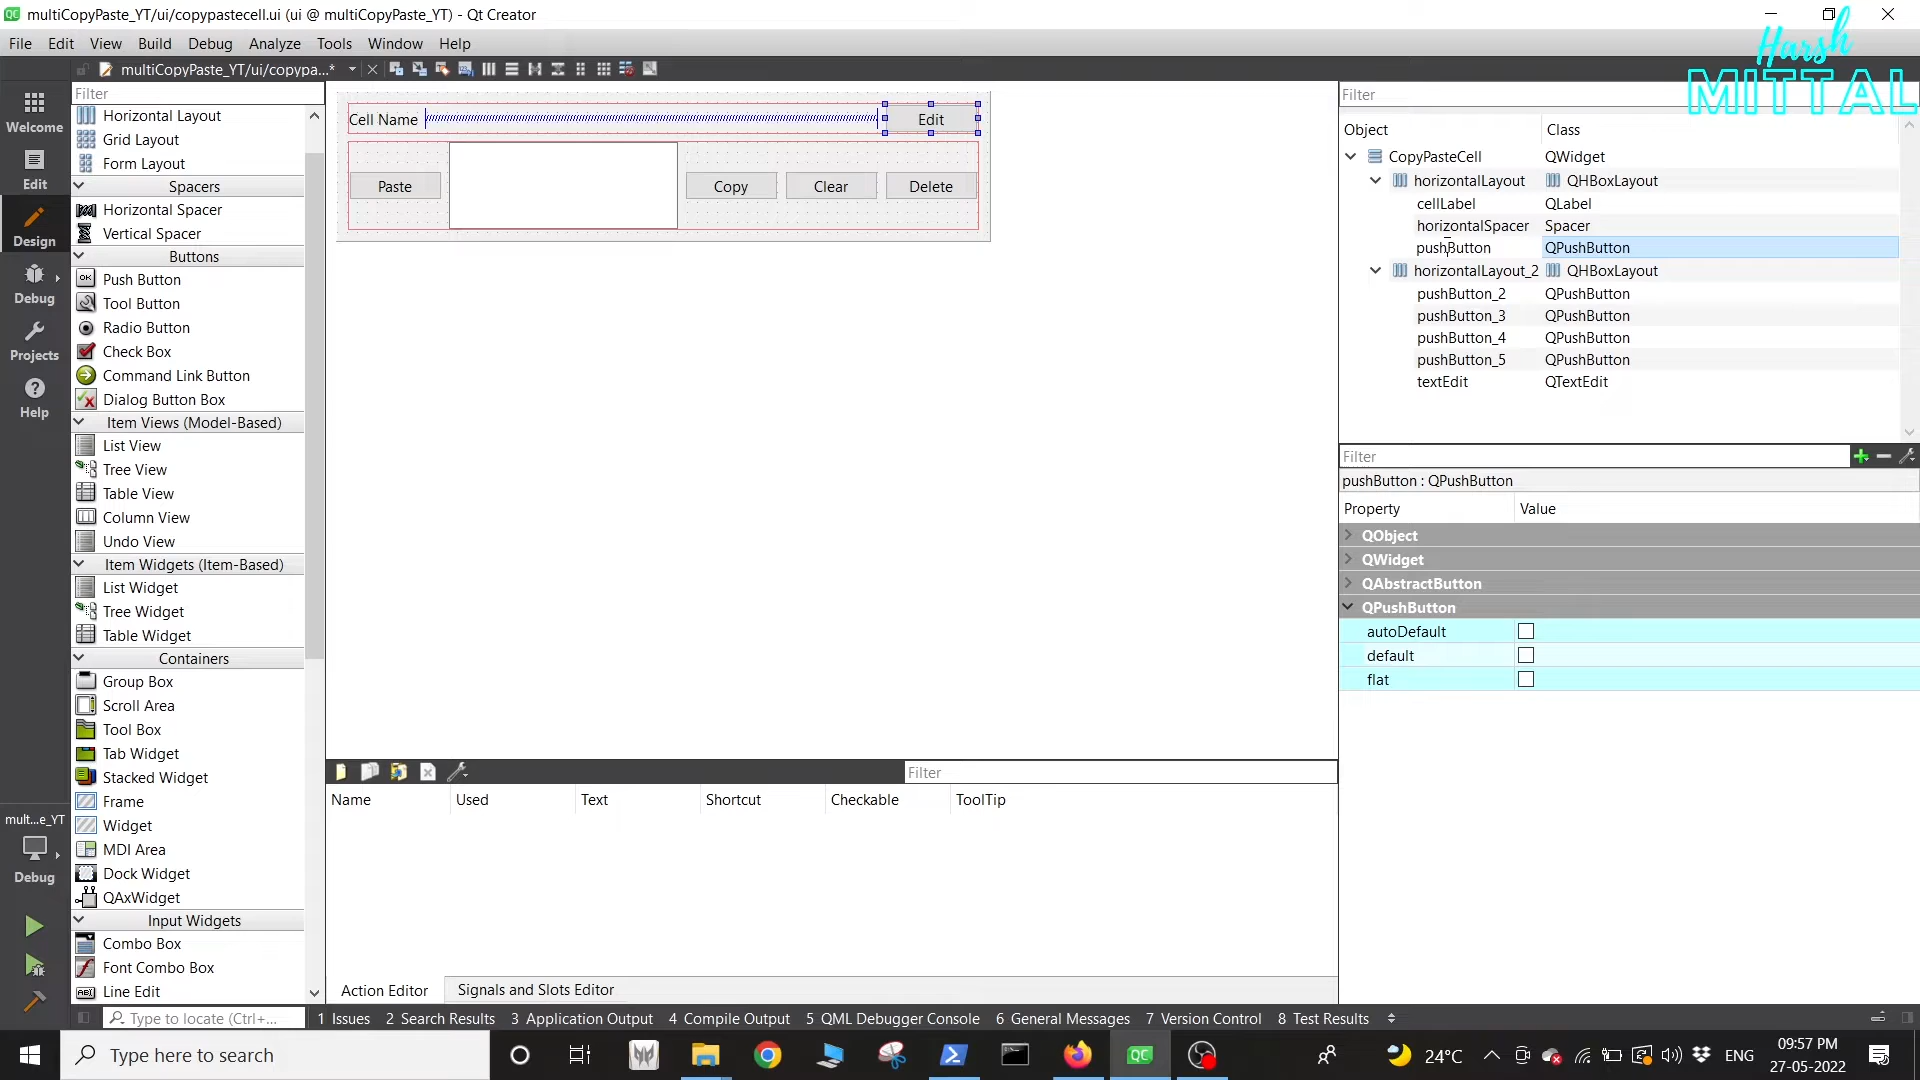 multiCopyPaste_YT/ui/copypastecell.ui (ui @ multiCopyPaste_YT) - Qt Creator
File Edit View Build Debug Analyze Tools Window Help
Harsh
MITTAL
multiCopyPaste_YT/ui/copypa...*
Welcome
Edit
Design
Debug
Projects
Help
mult...e_YT
Debug
Filter
Horizontal Layout
Grid Layout
Form Layout
Spacers
Horizontal Spacer
Vertical Spacer
Buttons
Push Button
Tool Button
Radio Button
Check Box
Command Link Button
Dialog Button Box
Item Views (Model-Based)
List View
Tree View
Table View
Column View
Undo View
Item Widgets (Item-Based)
List Widget
Tree Widget
Table Widget
Containers
Group Box
Scroll Area
Tool Box
Tab Widget
Stacked Widget
Frame
Widget
MDI Area
Dock Widget
QAxWidget
Input Widgets
Combo Box
Font Combo Box
Line Edit
Cell Name Edit
Paste Copy Clear Delete
Filter
Name Used Text Shortcut Checkable ToolTip
Action Editor Signals and Slots Editor
Filter
Object Class
CopyPasteCell QWidget
horizontalLayout QHBoxLayout
cellLabel QLabel
horizontalSpacer Spacer
pushButton QPushButton
horizontalLayout_2 QHBoxLayout
pushButton_2 QPushButton
pushButton_3 QPushButton
pushButton_4 QPushButton
pushButton_5 QPushButton
textEdit QTextEdit
Filter
pushButton : QPushButton
Property Value
QObject
QWidget
QAbstractButton
QPushButton
autoDefault
default
flat
Type to locate (Ctrl+... 1 Issues 2 Search Results 3 Application Output 4 Compile Output 5 QML Debugger Console 6 General Messages 7 Version Control 8 Test Results
Type here to search 24°C ENG 09:57 PM
27-05-2022